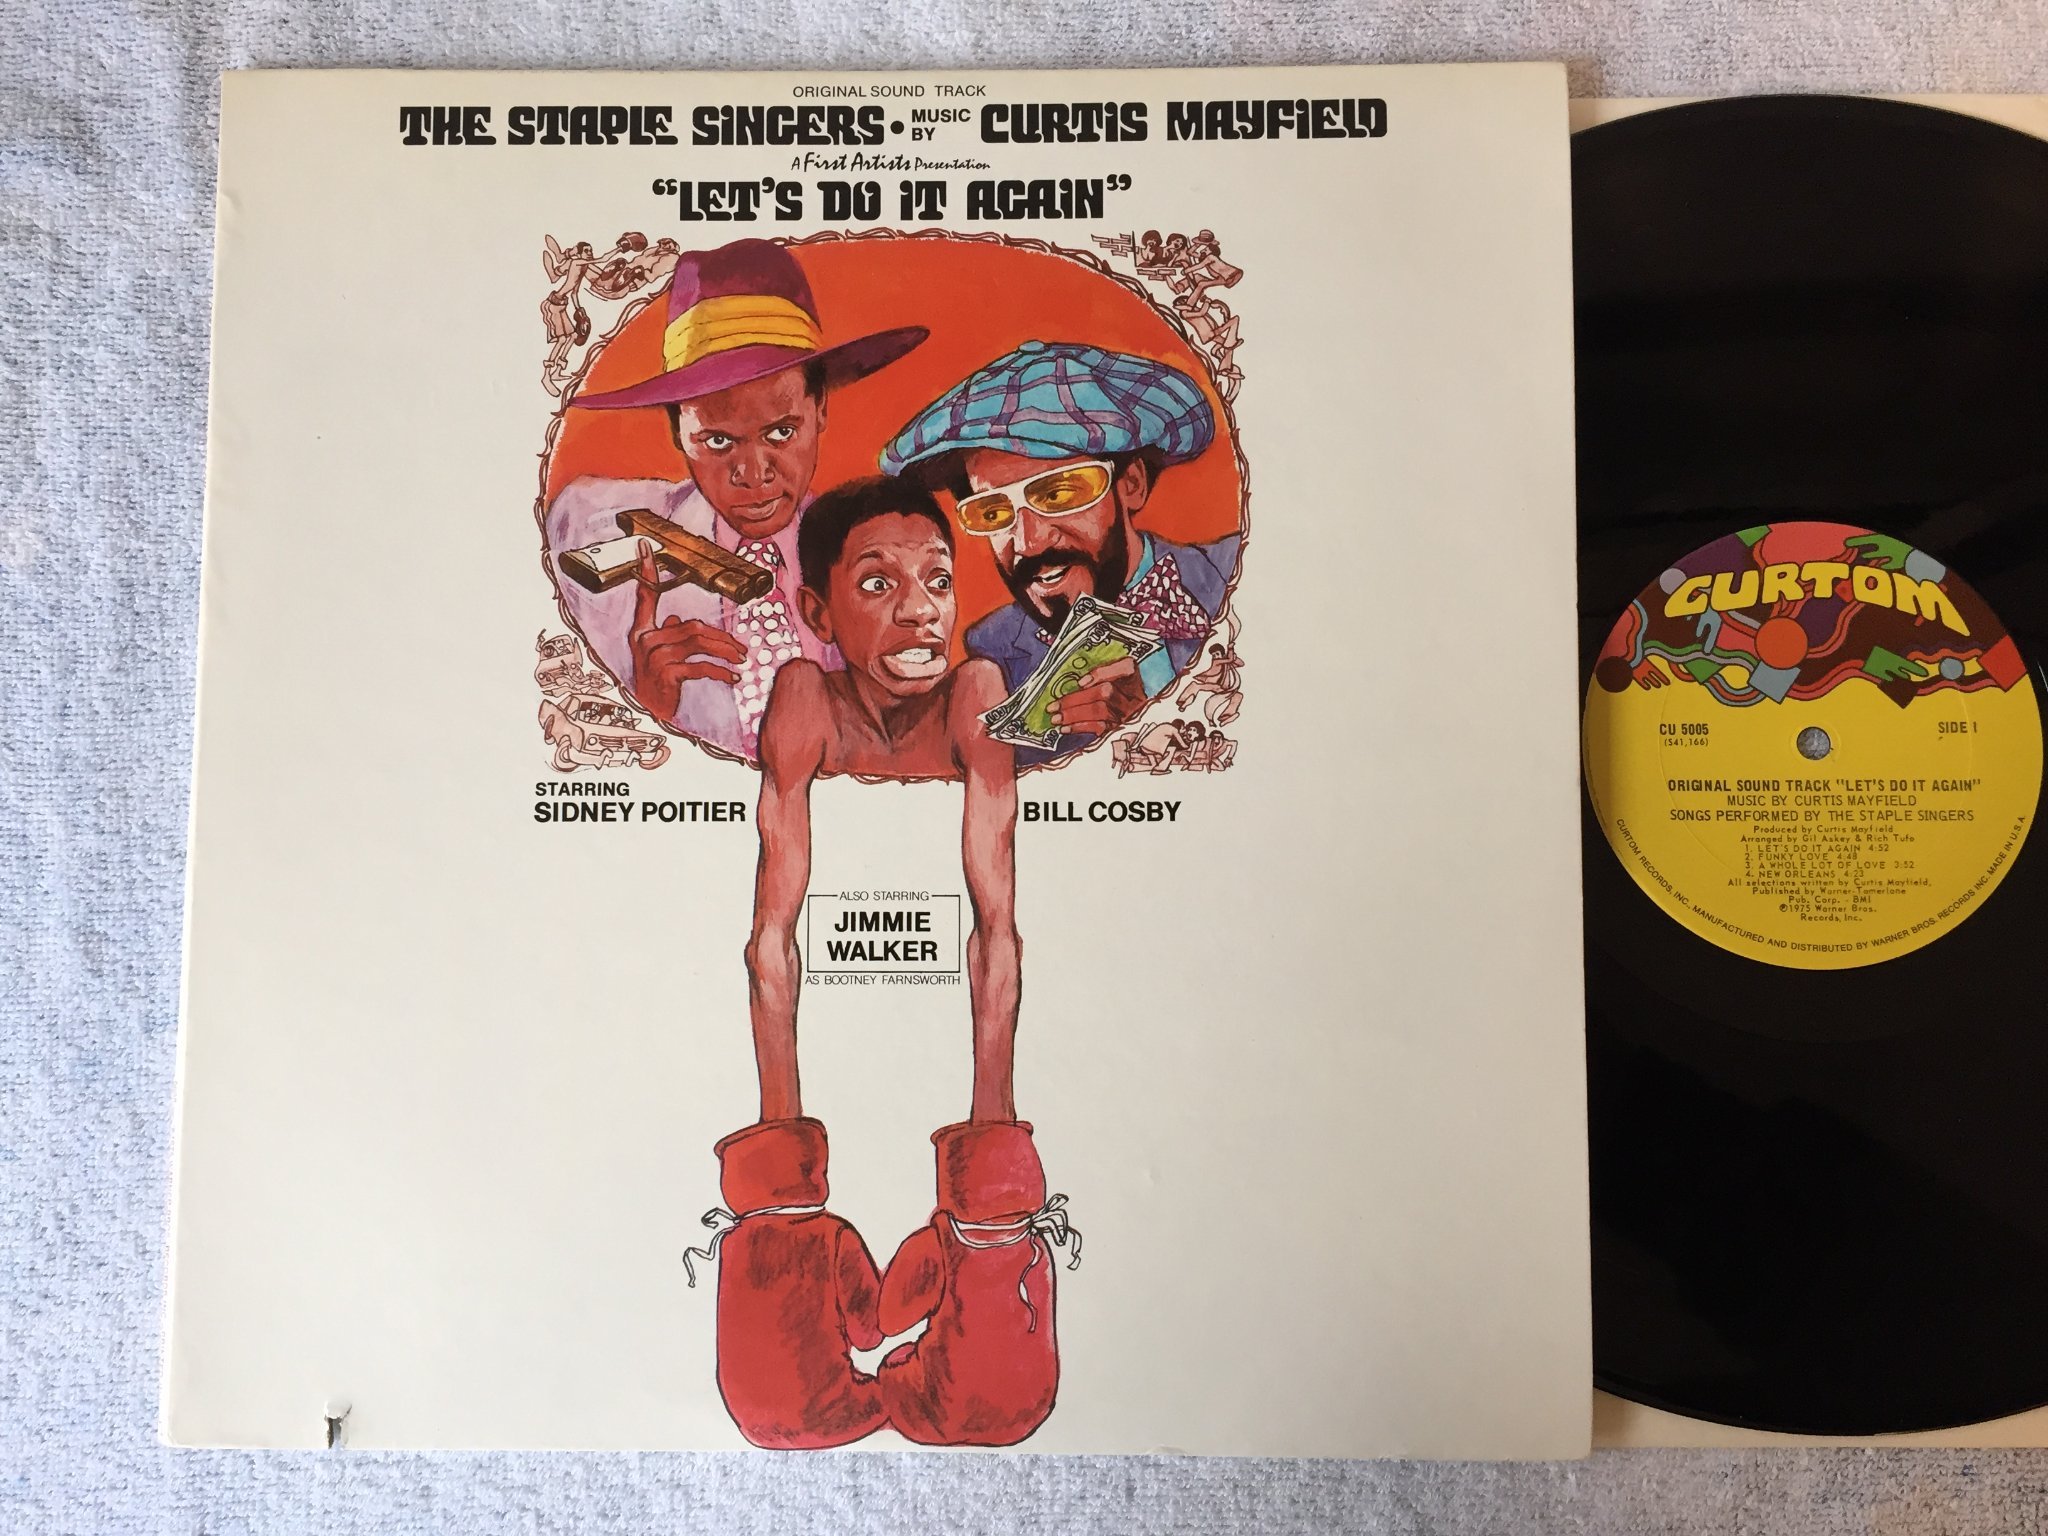 ORIGINAL SOUND TRACK
THE STAPLE SINGERS • MUSIC BY CURTIS MAYFIELD
A First Artists Presentation
“LET'S DO IT AGAIN”
STARRING
SIDNEY POITIER
BILL COSBY
ALSO STARRING
JIMMIE
WALKER
AS BOOTNEY FARNSWORTH
CURTOM
CU 5005
SIDE 1
(S41,166)
ORIGINAL SOUND TRACK "LET'S DO IT AGAIN"
MUSIC BY CURTIS MAYFIELD
SONGS PERFORMED BY THE STAPLE SINGERS
Produced by Curtis Mayfield
Arranged by Gil Askey & Rich Tufo
1. LET'S DO IT AGAIN 4:52
2. FUNKY LOVE 4:48
3. A WHOLE LOT OF LOVE 3:52
4. NEW ORLEANS 4:23
All selections written by Curtis Mayfield,
Published by Warner-Tamerlane
Pub. Corp. - BMI
℗1975 Warner Bros.
Records, Inc.
CURTOM RECORDS, INC., MANUFACTURED AND DISTRIBUTED BY WARNER BROS. RECORDS INC. MADE IN U.S.A.